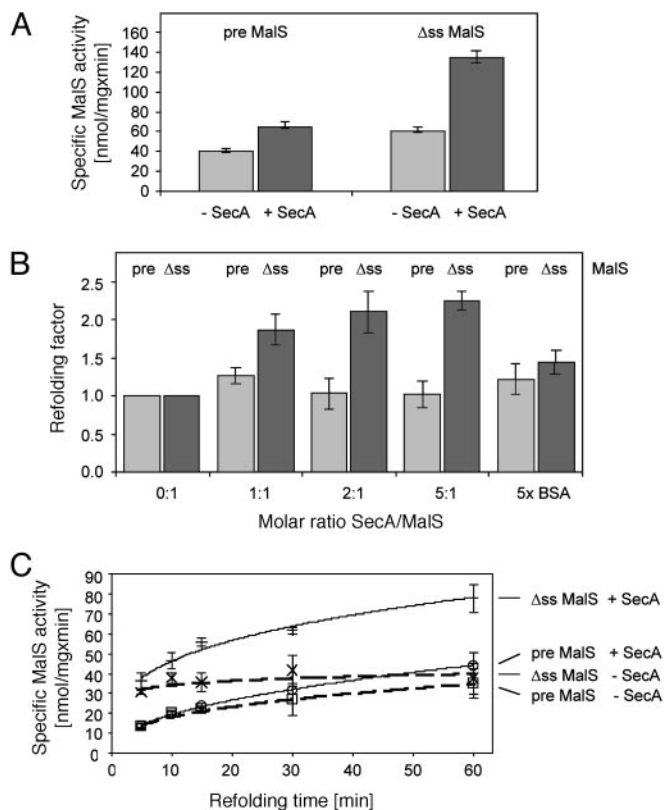 A
pre MalS
Δss MalS
Specific MalS activity
[nmol/mgxmin]
160
140
120
100
80
60
40
20
0
- SecA + SecA
- SecA + SecA
B
pre Δss pre Δss pre Δss pre Δss pre Δss MalS
Refolding factor
2.5
2.0
1.5
1.0
0.5
0.0
0:1 1:1 2:1 5:1 5x BSA
Molar ratio SecA/MalS
C
Specific MalS activity
[nmol/mgxmin]
90
80
70
60
50
40
30
20
10
0
Δss MalS + SecA
pre MalS + SecA
Δss MalS - SecA
pre MalS - SecA
0 10 20 30 40 50 60
Refolding time [min]